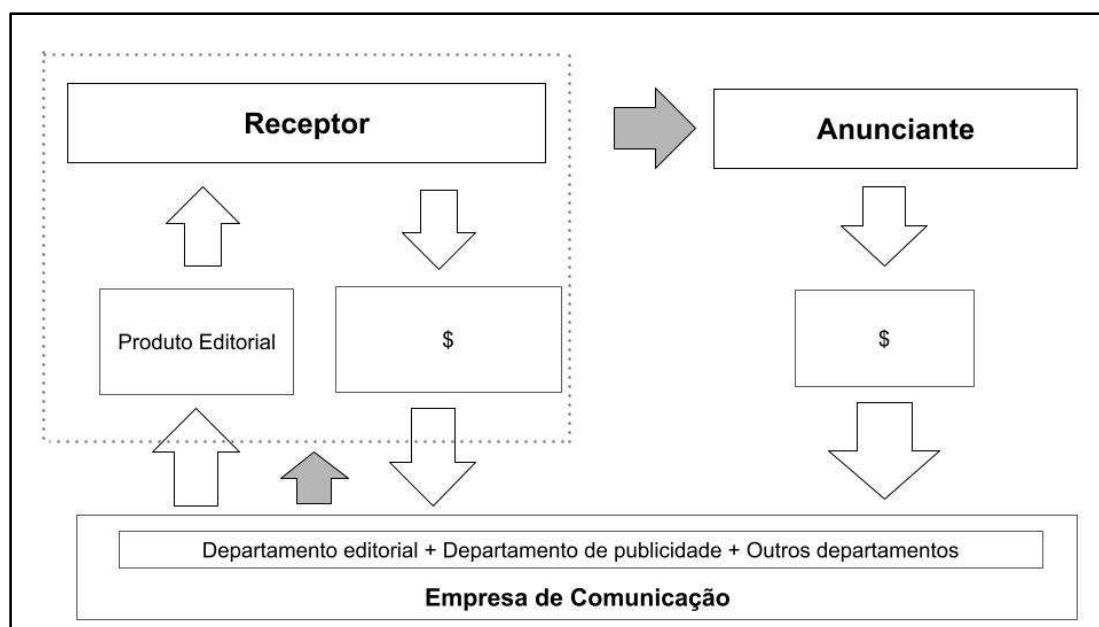 Receptor
Anunciante
Produto Editorial
$
$
Departamento editorial + Departamento de publicidade + Outros departamentos
Empresa de Comunicação